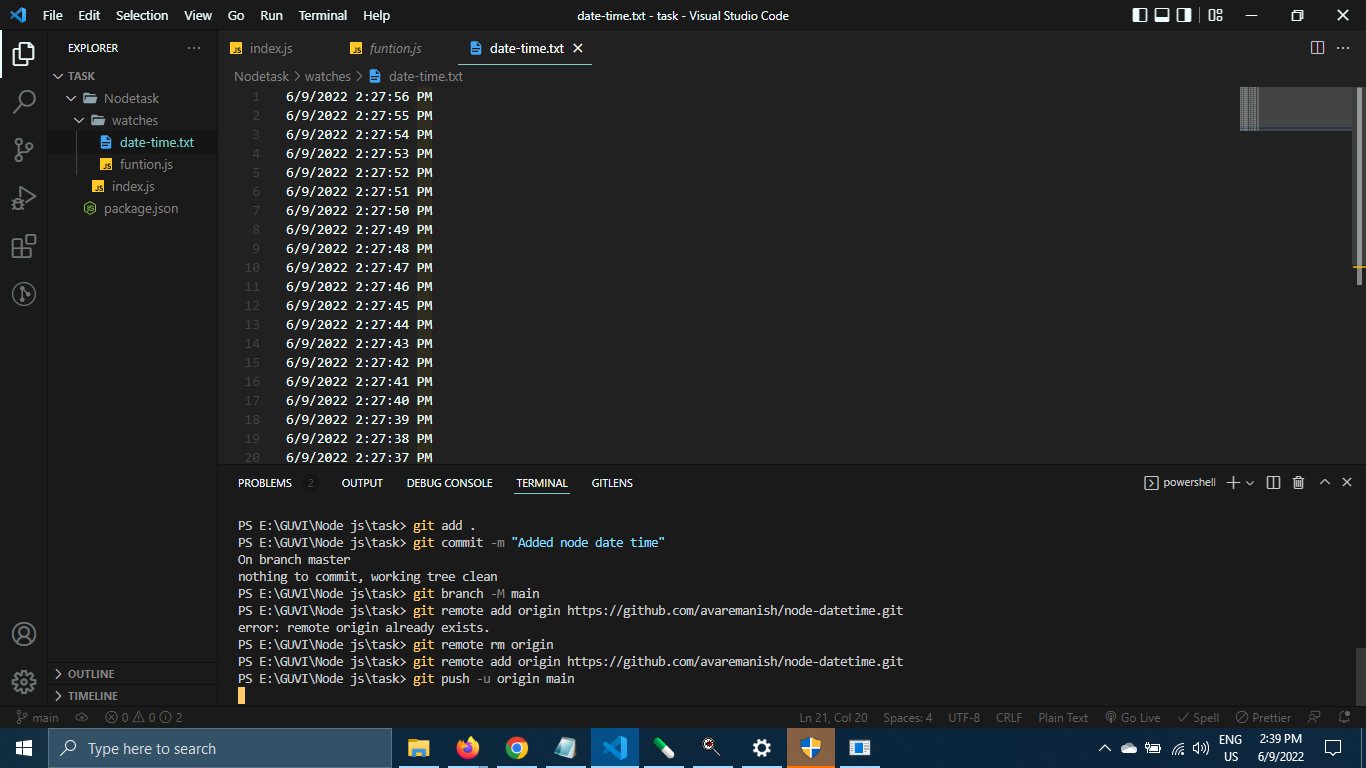 File Edit Selection View Go Run Terminal Help
date-time.txt - task - Visual Studio Code
EXPLORER
TASK
Nodetask
watches
date-time.txt
funtion.js
index.js
package.json
OUTLINE
TIMELINE
index.js
funtion.js
date-time.txt
Nodetask > watches > date-time.txt
1 6/9/2022 2:27:56 PM
2 6/9/2022 2:27:55 PM
3 6/9/2022 2:27:54 PM
4 6/9/2022 2:27:53 PM
5 6/9/2022 2:27:52 PM
6 6/9/2022 2:27:51 PM
7 6/9/2022 2:27:50 PM
8 6/9/2022 2:27:49 PM
9 6/9/2022 2:27:48 PM
10 6/9/2022 2:27:47 PM
11 6/9/2022 2:27:46 PM
12 6/9/2022 2:27:45 PM
13 6/9/2022 2:27:44 PM
14 6/9/2022 2:27:43 PM
15 6/9/2022 2:27:42 PM
16 6/9/2022 2:27:41 PM
17 6/9/2022 2:27:40 PM
18 6/9/2022 2:27:39 PM
19 6/9/2022 2:27:38 PM
20 6/9/2022 2:27:37 PM
PROBLEMS 2 OUTPUT DEBUG CONSOLE TERMINAL GITLENS
powershell
PS E:\GUVI\Node js\task> git add .
PS E:\GUVI\Node js\task> git commit -m "Added node date time"
On branch master
nothing to commit, working tree clean
PS E:\GUVI\Node js\task> git branch -M main
PS E:\GUVI\Node js\task> git remote add origin https://github.com/avaremanish/node-datetime.git
error: remote origin already exists.
PS E:\GUVI\Node js\task> git remote rm origin
PS E:\GUVI\Node js\task> git remote add origin https://github.com/avaremanish/node-datetime.git
PS E:\GUVI\Node js\task> git push -u origin main
main 0 0 2 Ln 21, Col 20 Spaces: 4 UTF-8 CRLF Plain Text Go Live Spell Prettier
Type here to search
ENG
US
2:39 PM
6/9/2022